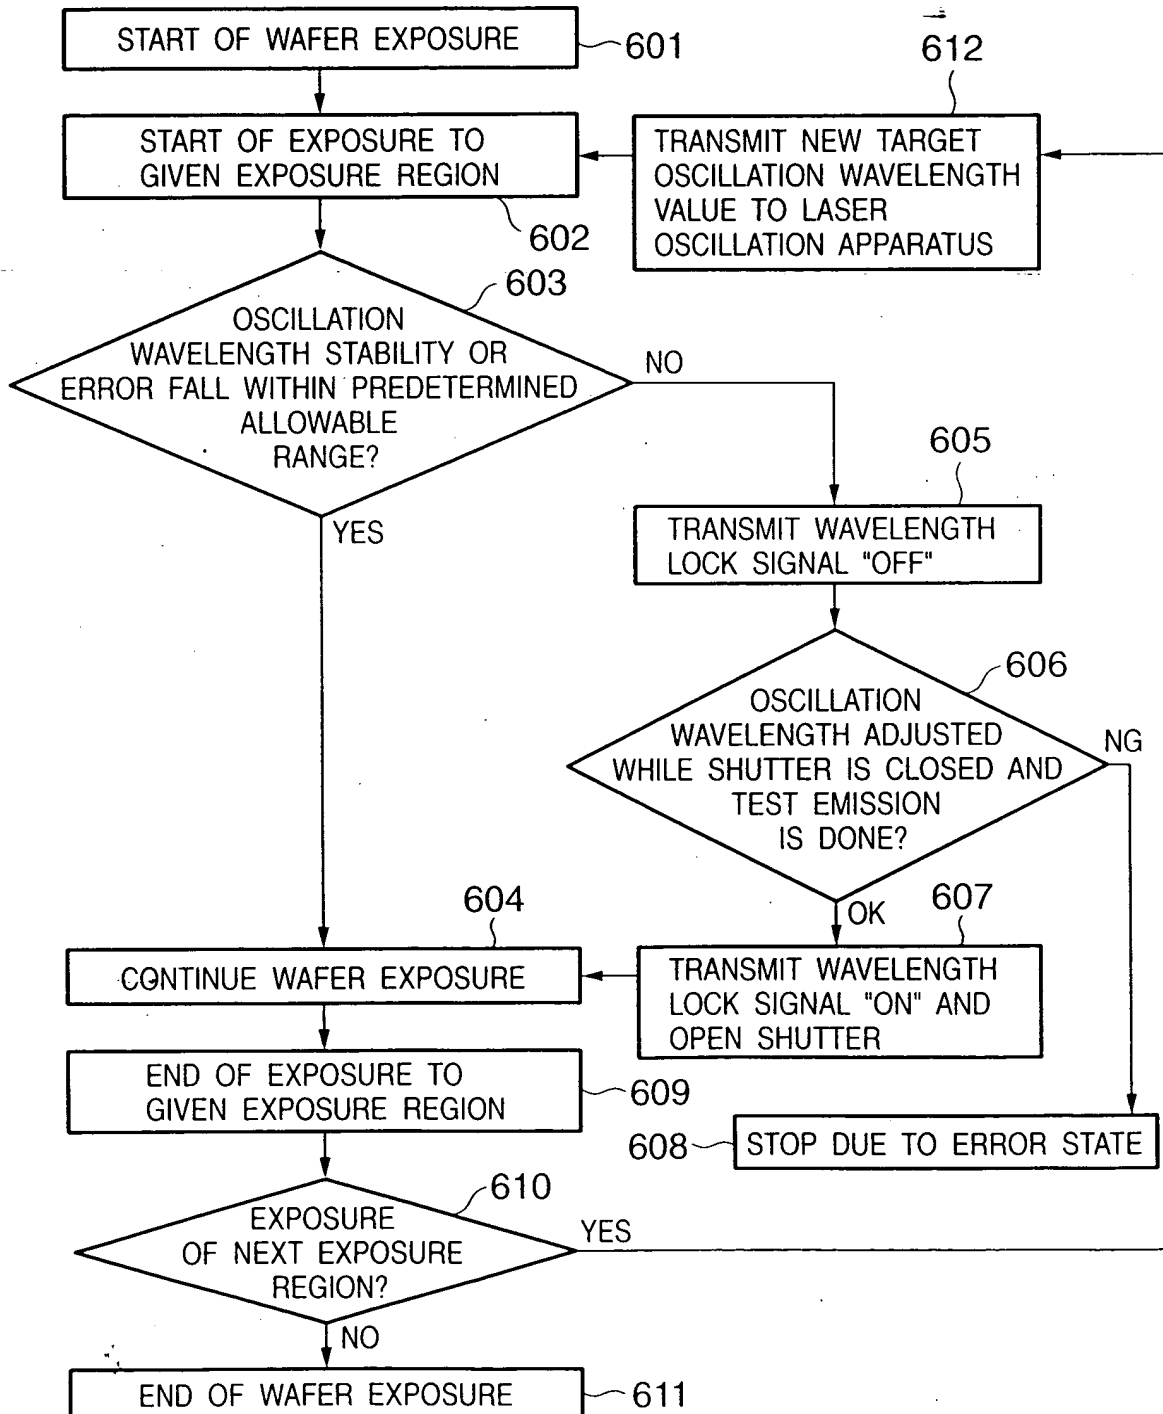 START OF WAFER EXPOSURE
601
612
START OF EXPOSURE TO
GIVEN EXPOSURE REGION
602
TRANSMIT NEW TARGET
OSCILLATION WAVELENGTH
VALUE TO LASER
OSCILLATION APPARATUS
603
OSCILLATION
WAVELENGTH STABILITY OR
ERROR FALL WITHIN PREDETERMINED
ALLOWABLE
RANGE?
NO
YES
605
TRANSMIT WAVELENGTH
LOCK SIGNAL "OFF"
606
OSCILLATION
WAVELENGTH ADJUSTED
WHILE SHUTTER IS CLOSED AND
TEST EMISSION
IS DONE?
NG
OK
604
CONTINUE WAFER EXPOSURE
607
TRANSMIT WAVELENGTH
LOCK SIGNAL "ON" AND
OPEN SHUTTER
END OF EXPOSURE TO
GIVEN EXPOSURE REGION
609
608
STOP DUE TO ERROR STATE
610
EXPOSURE
OF NEXT EXPOSURE
REGION?
YES
NO
END OF WAFER EXPOSURE
611